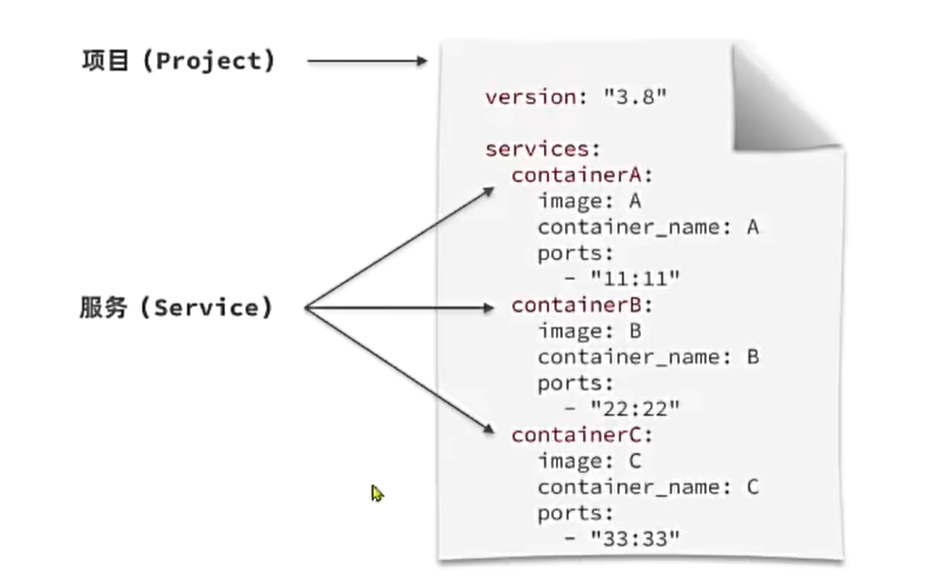 项目（Project）
version: "3.8"
services:
containerA:
image: A
container_name: A
ports:
- "11:11"
服务（Service）
containerB:
image: B
container_name: B
ports:
- "22:22"
containerC:
image: C
container_name: C
ports:
- "33:33"